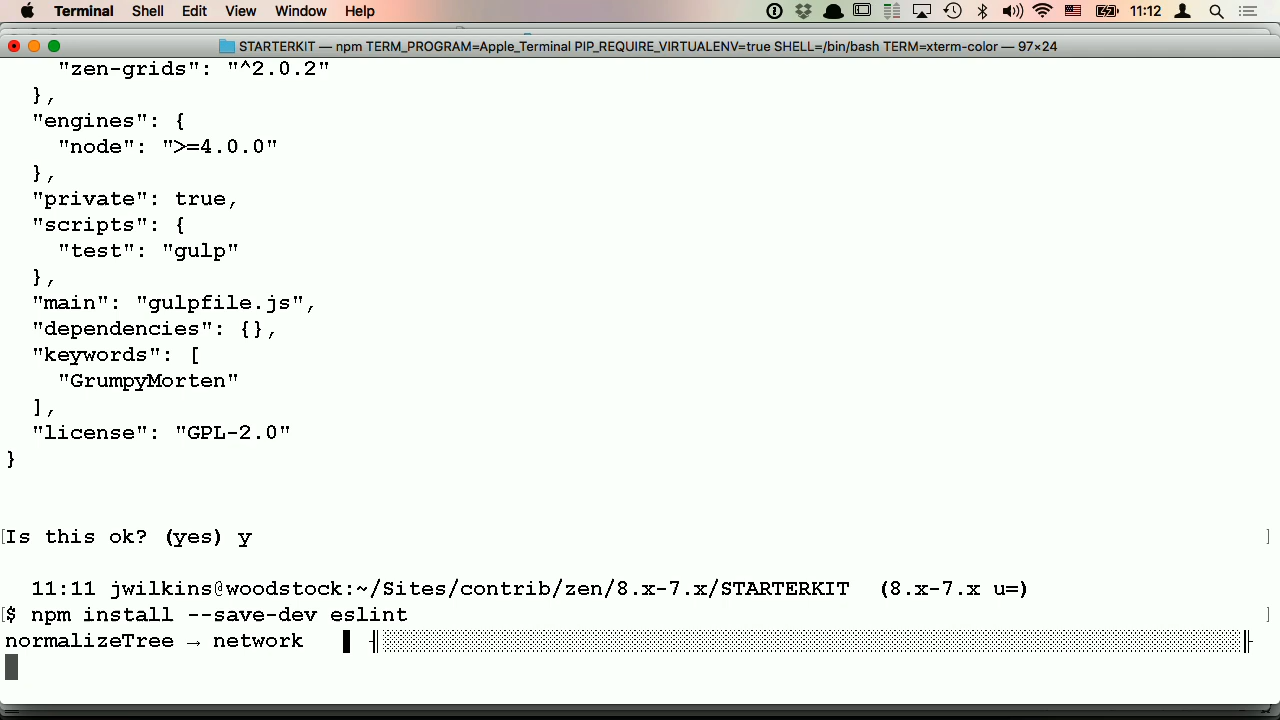 Terminal Shell Edit View Window Help 11:12
STARTERKIT — npm TERM_PROGRAM=Apple_Terminal PIP_REQUIRE_VIRTUALENV=true SHELL=/bin/bash TERM=xterm-color — 97×24
"zen-grids": "^2.0.2"
},
"engines": {
"node": ">=4.0.0"
},
"private": true,
"scripts": {
"test": "gulp"
},
"main": "gulpfile.js",
"dependencies": {},
"keywords": [
"GrumpyMorten"
],
"license": "GPL-2.0"
}
[Is this ok? (yes) y ]
11:11 jwilkins@woodstock:~/Sites/contrib/zen/8.x-7.x/STARTERKIT (8.x-7.x u=)
[$ npm install --save-dev eslint ]
normalizeTree → network ▌ ╢░░░░░░░░░░░░░░░░░░░░░░░░░░░░░░░░░░░░░░░░░░░░░░░░░░░░░░░░░░░░░░░░░░╟